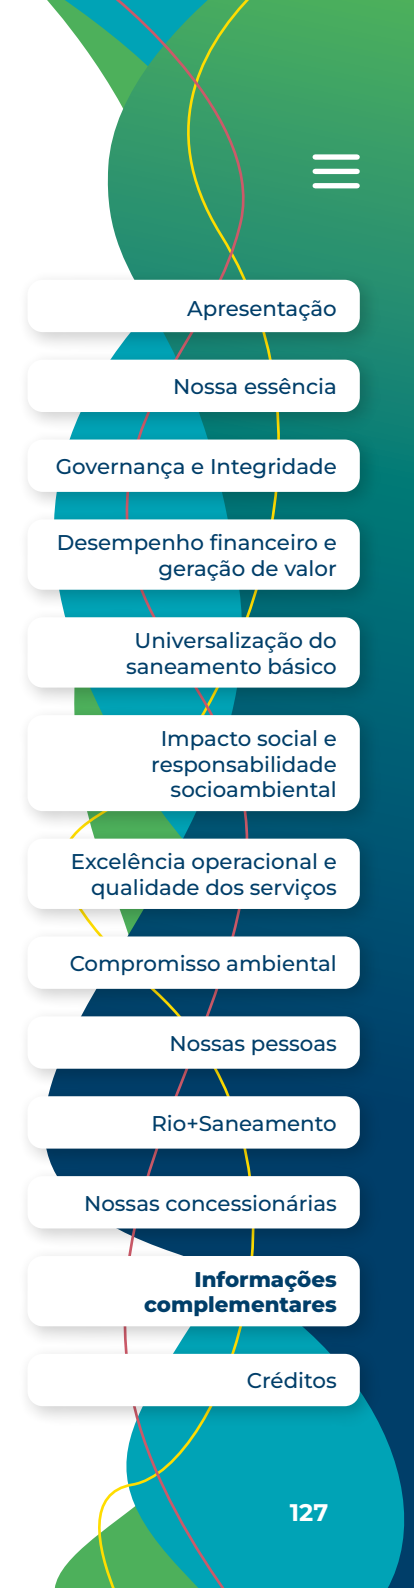 Apresentação
Nossa essência
Governança e Integridade
Desempenho financeiro e
geração de valor
Universalização do
saneamento básico
Impacto social e
responsabilidade
socioambiental
Excelência operacional e
qualidade dos serviços
Compromisso ambiental
Nossas pessoas
Rio+Saneamento
Nossas concessionárias
Informações
complementares
Créditos
127